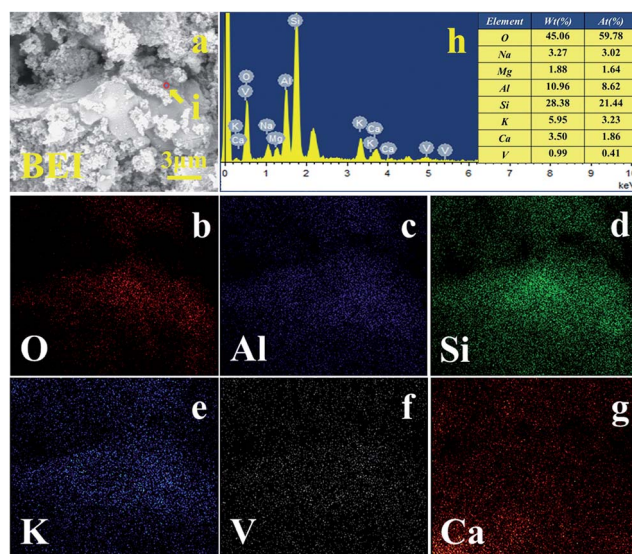 a
i
BEI
3μm
h
O
V
K
Ca
Na
Mg
Al
Si
K
Ca
K
Ca
V
V
2 3 4 5 6 7 8 9 10
keV
Element Wt(%) At(%)
O 45.06 59.78
Na 3.27 3.02
Mg 1.88 1.64
Al 10.96 8.62
Si 28.38 21.44
K 5.95 3.23
Ca 3.50 1.86
V 0.99 0.41
b
O
c
Al
d
Si
e
K
f
V
g
Ca